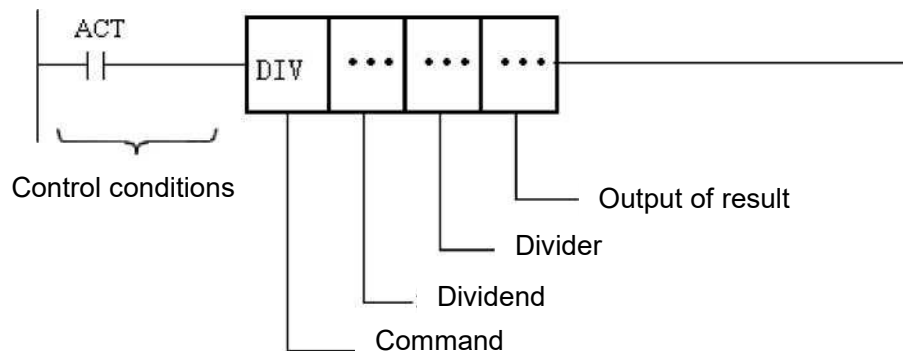 ACT
DIV ••• ••• •••
Control conditions
Output of result
Divider
Dividend
Command